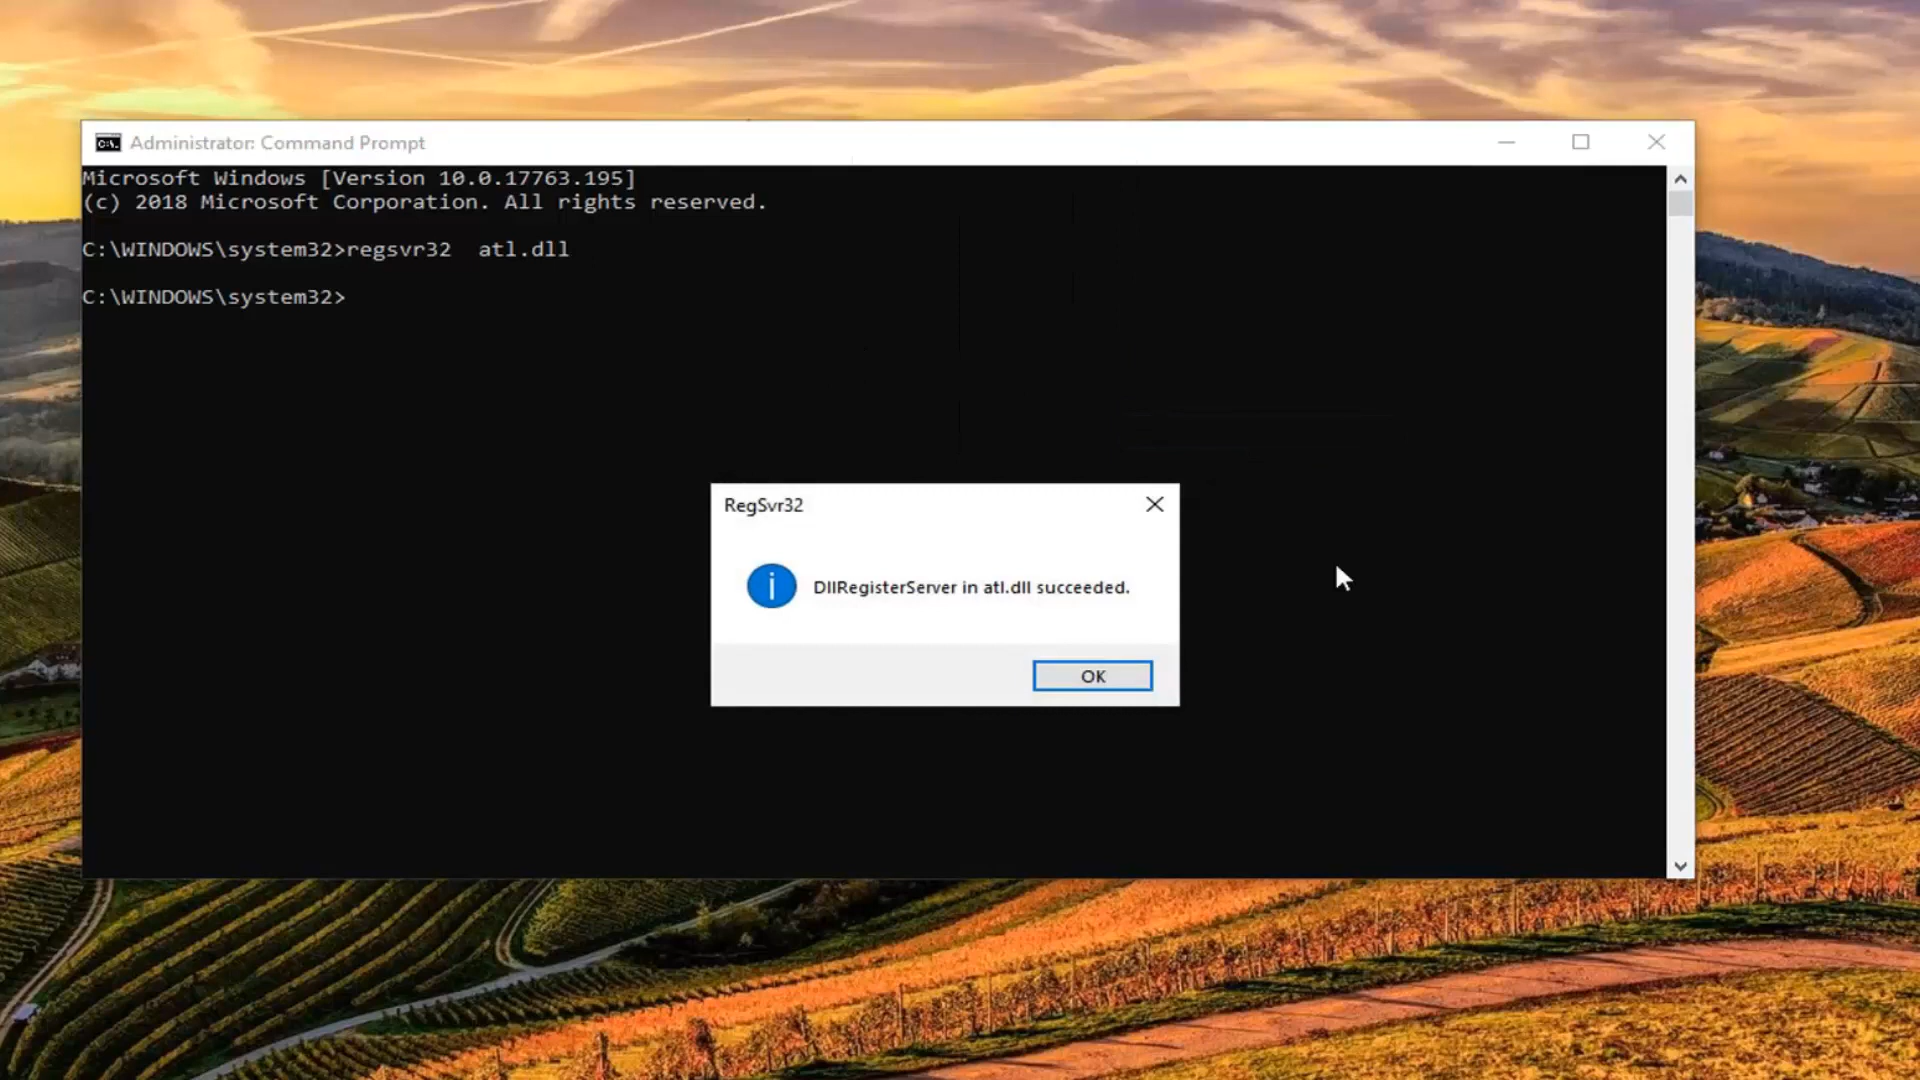 Administrator: Command Prompt
Microsoft Windows [Version 10.0.17763.195]
(c) 2018 Microsoft Corporation. All rights reserved.
C:\WINDOWS\system32>regsvr32  atl.dll
C:\WINDOWS\system32>
RegSvr32
DllRegisterServer in atl.dll succeeded.
OK